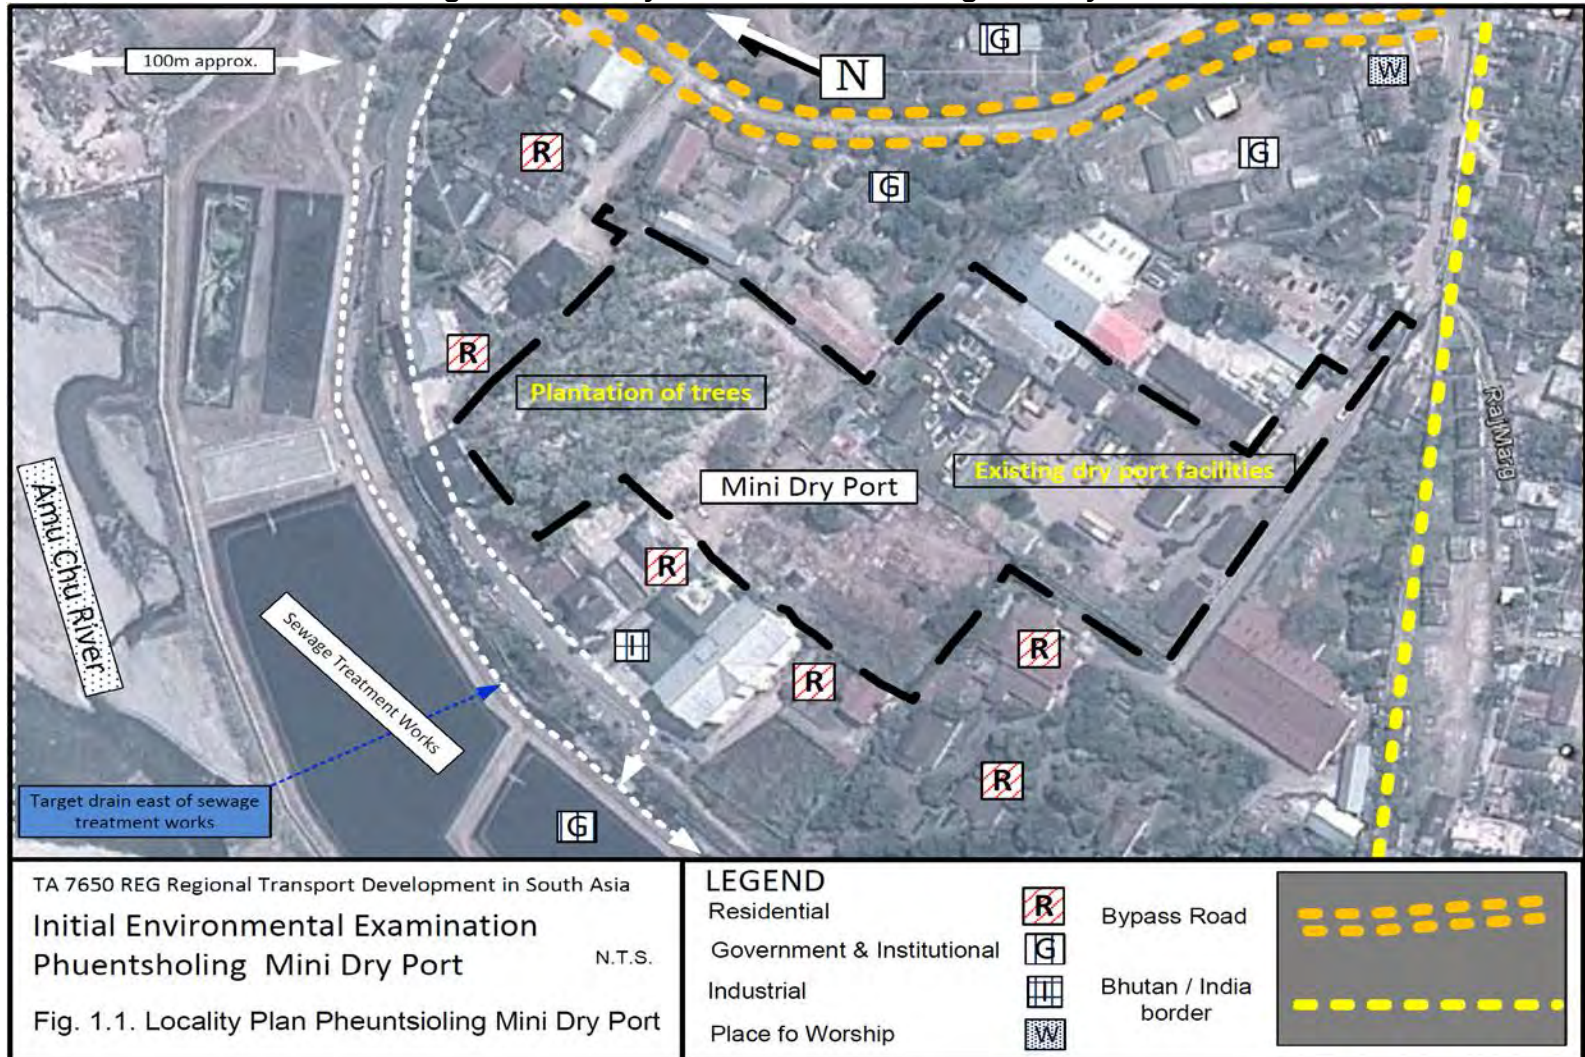 100m approx.
N
G
W
R
G
G
R
Plantation of trees
Existing dry port facilities
Mini Dry Port
RajMarg
Amu Chu River
R
Sewage Treatment Works
I
R
R
R
Target drain east of sewage
treatment works
G
TA 7650 REG Regional Transport Development in South Asia
Initial Environmental Examination
Phuentsholing Mini Dry Port
N.T.S.
Fig. 1.1. Locality Plan Pheuntsioling Mini Dry Port
LEGEND
Residential
R
Government & Institutional
G
Industrial
I
Place fo Worship
W
Bypass Road
Bhutan / India
border